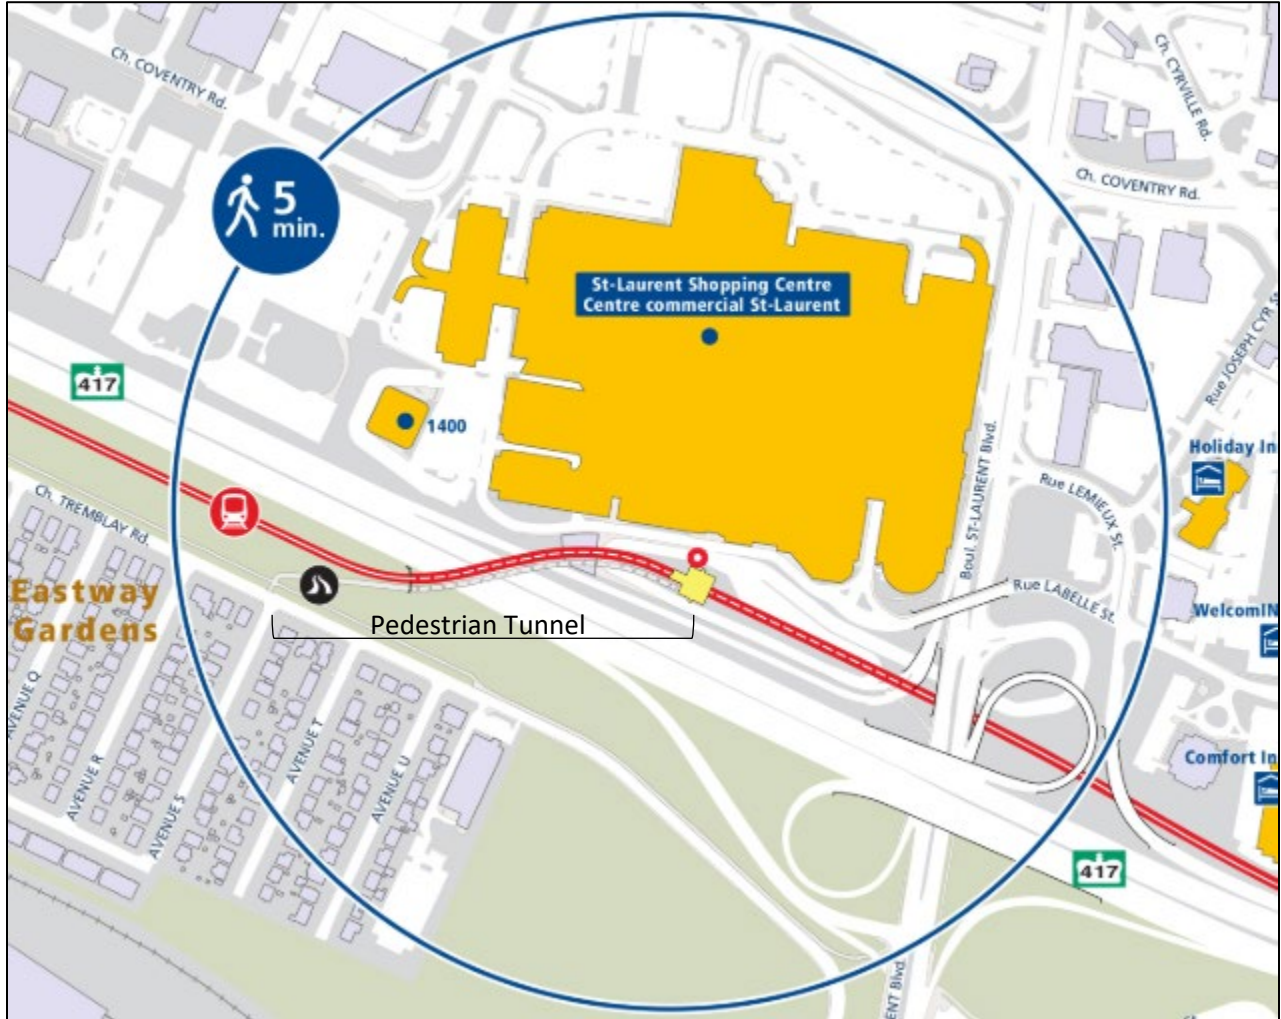 Ch. COVENTRY Rd.
Ch. CYRVILLE Rd.
5
min.
Ch. COVENTRY Rd.
St-Laurent Shopping Centre
Centre commercial St-Laurent
Rue JOSEPH CYR
417
1400
Boul. ST-LAURENT Blvd.
Holiday In
Rue LEMIEUX St.
Ch. TREMBLAY Rd.
Eastway
Gardens
Rue LABELLE St.
WelcomIN
Pedestrian Tunnel
AVENUE Q
AVENUE R
AVENUE S
AVENUE T
AVENUE U
Comfort In
417
ENT Blvd.